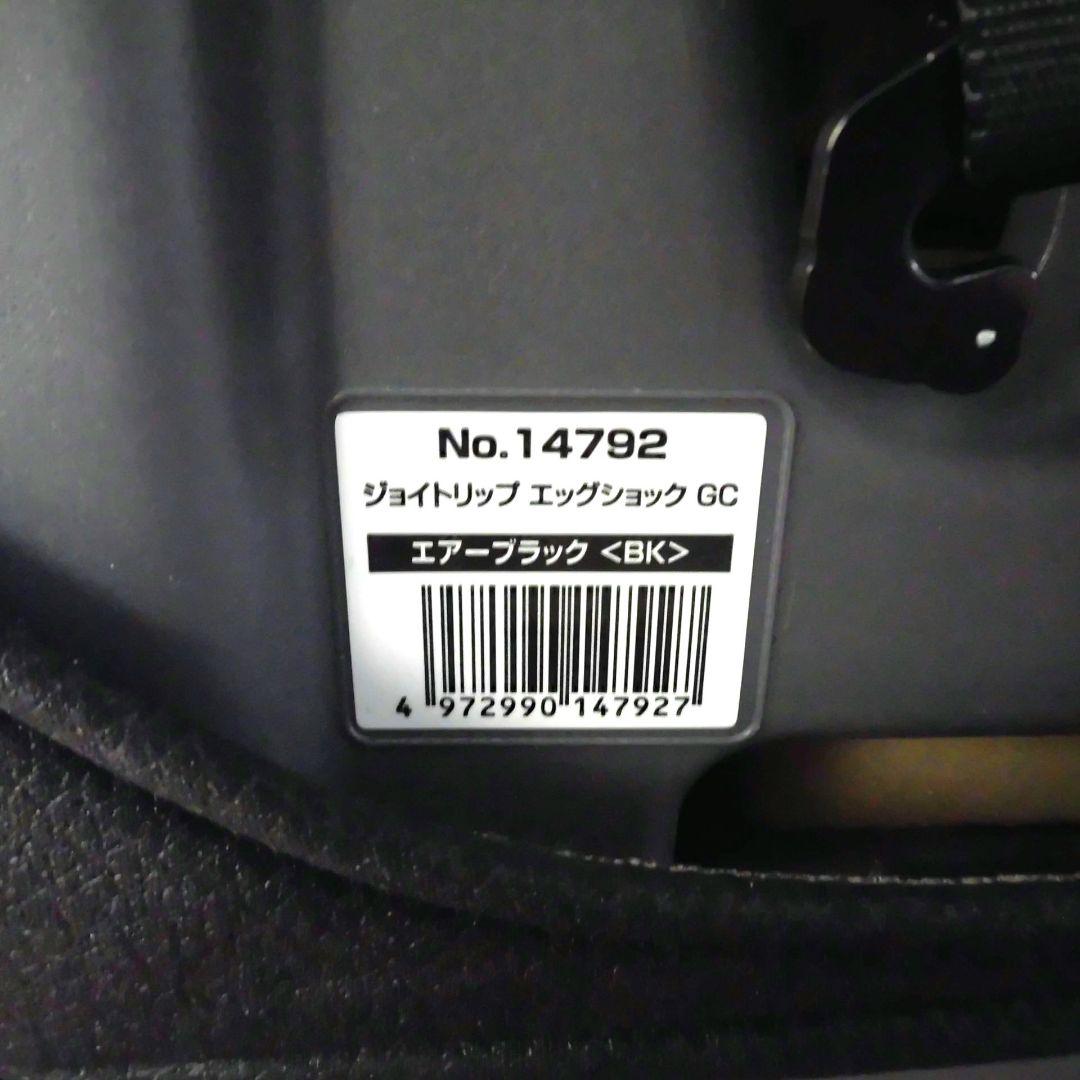 No.14792
ジョイトリップ エッグショック GC
エアーブラック <BK>
4 972990 147927